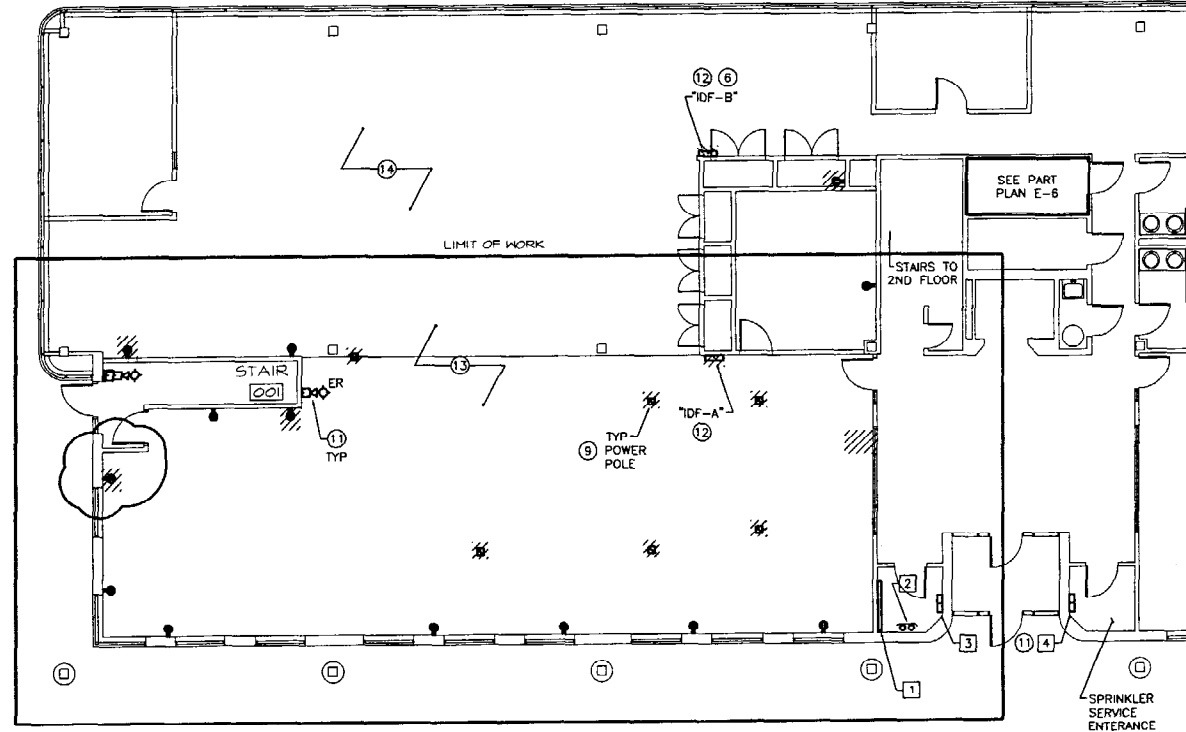 12 6
"IDF-B"
14
SEE PART
PLAN E-6
LIMIT OF WORK
STAIRS TO
2ND FLOOR
13
STAIR
001
ER
11
TYP
9 TYP
POWER
POLE
"IDF-A"
12
2
3
11 4
1
SPRINKLER
SERVICE
ENTERANCE